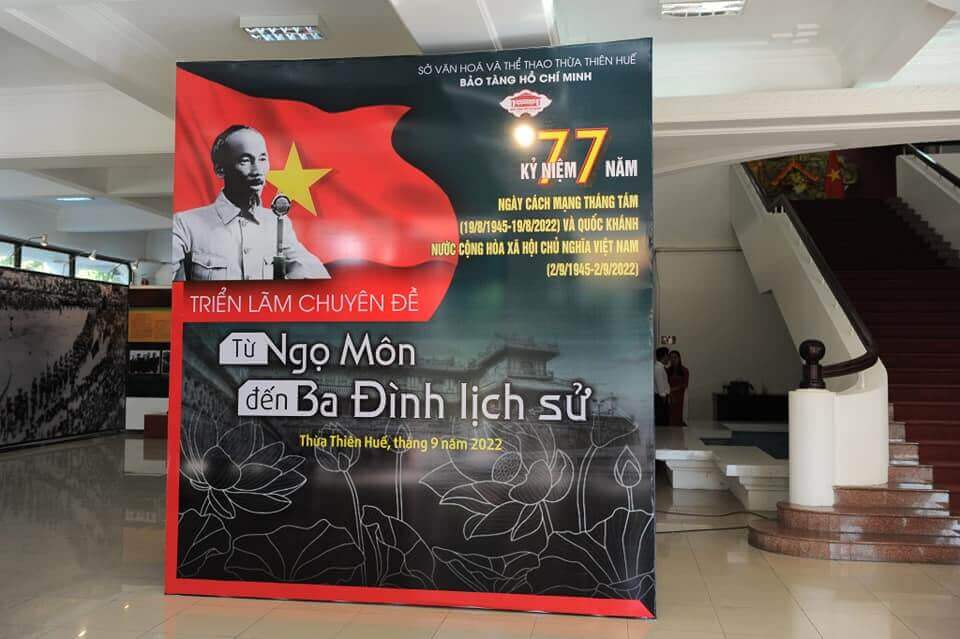 SỞ VĂN HOÁ VÀ THỂ THAO THỪA THIÊN HUẾ
BẢO TÀNG HỒ CHÍ MINH
KỶ NIỆM 77 NĂM
NGÀY CÁCH MẠNG THÁNG TÁM
(19/8/1945-19/8/2022) VÀ QUỐC KHÁNH
NƯỚC CỘNG HÒA XÃ HỘI CHỦ NGHĨA VIỆT NAM
(2/9/1945-2/9/2022)
TRIỂN LÃM CHUYÊN ĐỀ
Từ Ngọ Môn
đến Ba Đình lịch sử
Thừa Thiên Huế, tháng 9 năm 2022